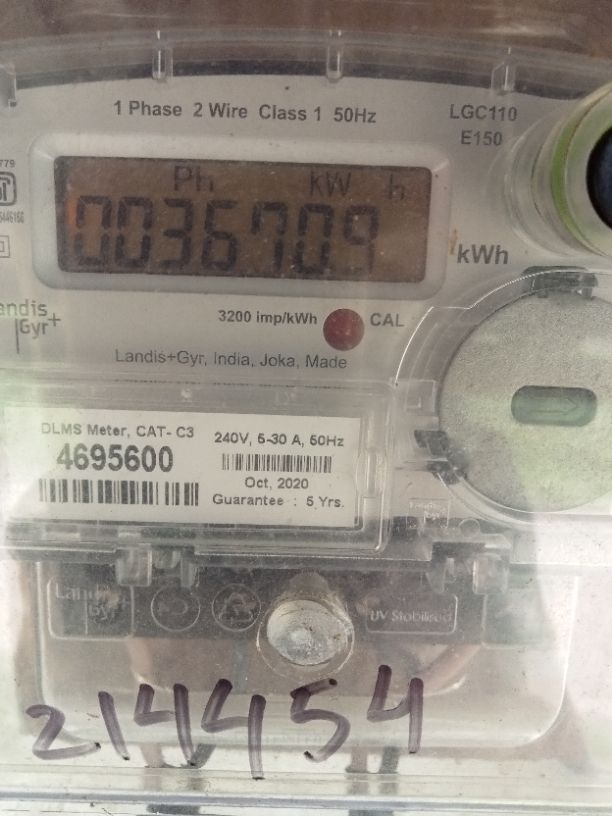 1 Phase 2 Wire Class 1 50Hz
LGC110
E150
Ph kW h
0036709
kWh
andis
Gyr+
3200 imp/kWh
CAL
Landis+Gyr, India, Joka, Made
DLMS Meter, CAT- C3
4695600
240V, 5-30 A, 50Hz
Oct, 2020
Guarantee : 5 Yrs.
Landis
Gyr+
UV Stabilised
214454